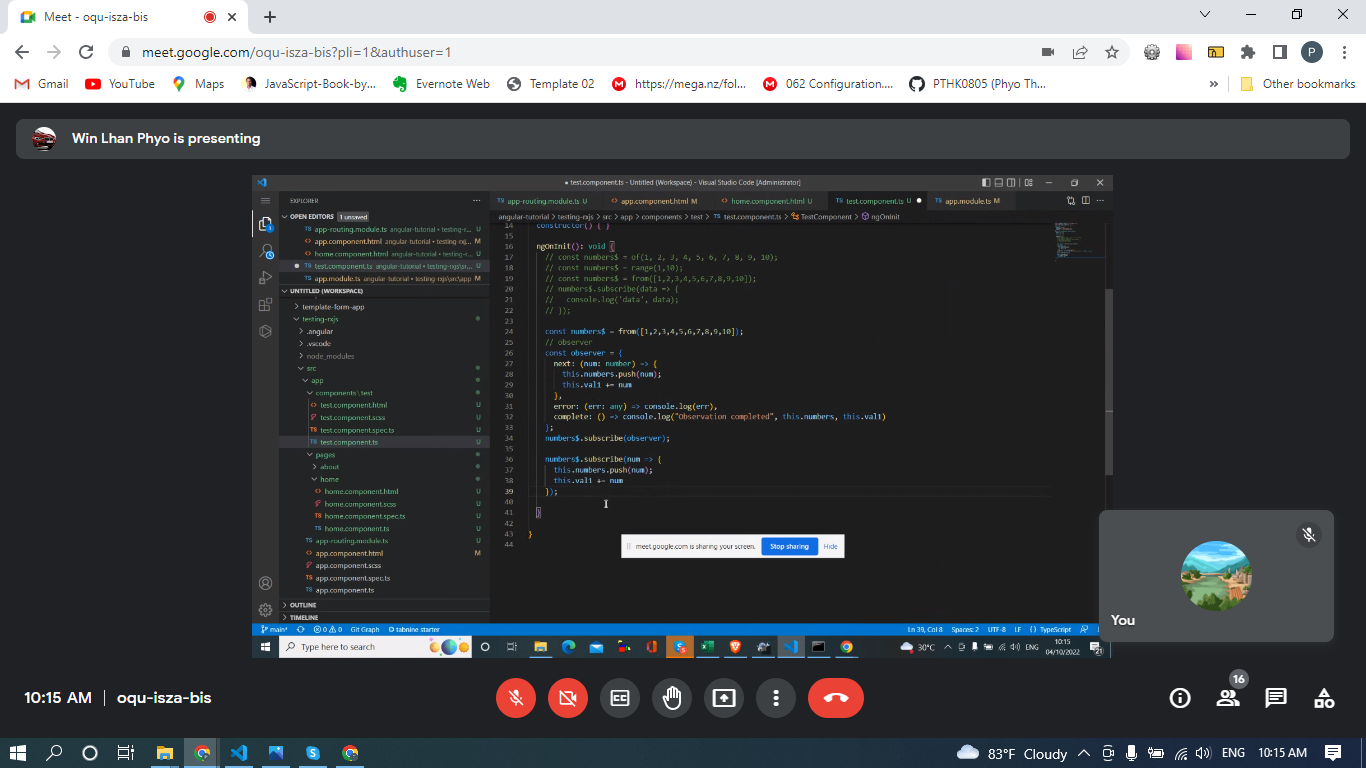 Meet - oqu-isza-bis
meet.google.com/oqu-isza-bis?pli=1&authuser=1
P
Gmail YouTube Maps JavaScript-Book-by-... Evernote Web Template 02 https://mega.nz/fol... 062 Configuration.... PTHK0805 (Phyo Th... » Other bookmarks
Win Lhan Phyo is presenting
● test.component.ts - Untitled (Workspace) - Visual Studio Code [Administrator]
EXPLORER
OPEN EDITORS 1 unsaved
app-routing.module.ts angular-tutorial • testing-r... U
app.component.html angular-tutorial • testing-rxj... M
home.component.html angular-tutorial • testing-r... U
test.component.ts angular-tutorial • testing-rxjs\sr... U
app.module.ts angular-tutorial • testing-rxjs\src\app M
UNTITLED (WORKSPACE)
template-form-app
testing-rxjs
.angular
.vscode
node_modules
src
app
components\test
test.component.html U
test.component.scss U
test.component.spec.ts U
test.component.ts U
pages
about
home
home.component.html U
home.component.scss U
home.component.spec.ts U
home.component.ts U
app-routing.module.ts U
app.component.html M
app.component.scss
app.component.spec.ts
app.component.ts
OUTLINE
TIMELINE
app-routing.module.ts U app.component.html M home.component.html U test.component.ts U ● app.module.ts M
angular-tutorial > testing-rxjs > src > app > components > test > test.component.ts > TestComponent > ngOnInit
14 constructor() { }
15
16 ngOnInit(): void {
17 // const numbers$ = of(1, 2, 3, 4, 5, 6, 7, 8, 9, 10);
18 // const numbers$ = range(1,10);
19 // const numbers$ = from([1,2,3,4,5,6,7,8,9,10]);
20 // numbers$.subscribe(data => {
21 // console.log('data', data);
22 // });
23
24 const numbers$ = from([1,2,3,4,5,6,7,8,9,10]);
25 // observer
26 const observer = {
27 next: (num: number) => {
28 this.numbers.push(num);
29 this.val1 += num
30 },
31 error: (err: any) => console.log(err),
32 complete: () => console.log("Observation completed", this.numbers, this.val1)
33 };
34 numbers$.subscribe(observer);
35
36 numbers$.subscribe(num => {
37 this.numbers.push(num);
38 this.val1 += num
39 });
40
41 }
42
43 }
44
meet.google.com is sharing your screen. Stop sharing Hide
main* 0 0 Git Graph tabnine starter Ln 39, Col 8 Spaces: 2 UTF-8 LF {} TypeScript
Type here to search 30°C ENG 10:15
04/10/2022 21
You
10:15 AM | oqu-isza-bis
16
83°F Cloudy ENG 10:15 AM